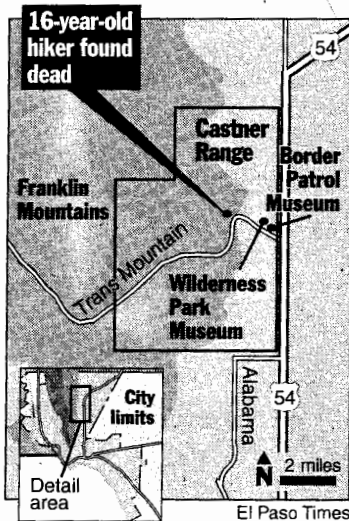 16-year-old
hiker found
dead
54
Castner
Range
Border
Patrol
Museum
Franklin
Mountains
Trans Mountain
Wilderness
Park
Museum
Alabama
54
City
limits
Detail
area
N
2 miles
El Paso Times